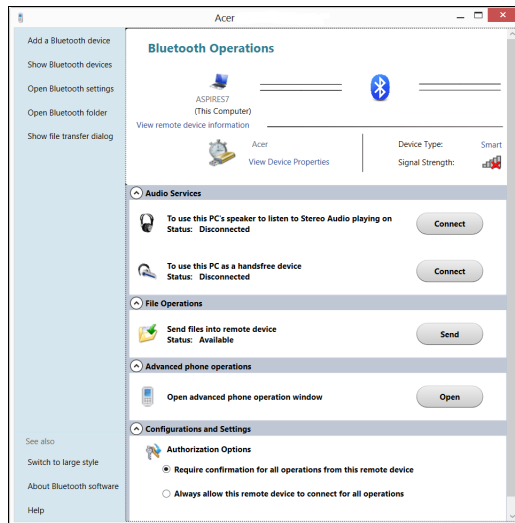 Acer
Add a Bluetooth device
Show Bluetooth devices
Open Bluetooth settings
Open Bluetooth folder
Show file transfer dialog
Bluetooth Operations
ASPIRES7
(This Computer)
View remote device information
Acer
View Device Properties
Device Type: Smart
Signal Strength:
Audio Services
To use this PC's speaker to listen to Stereo Audio playing on
Status: Disconnected
Connect
To use this PC as a handsfree device
Status: Disconnected
Connect
File Operations
Send files into remote device
Status: Available
Send
Advanced phone operations
Open advanced phone operation window
Open
Configurations and Settings
Authorization Options
Require confirmation for all operations from this remote device
Always allow this remote device to connect for all operations
See also
Switch to large style
About Bluetooth software
Help